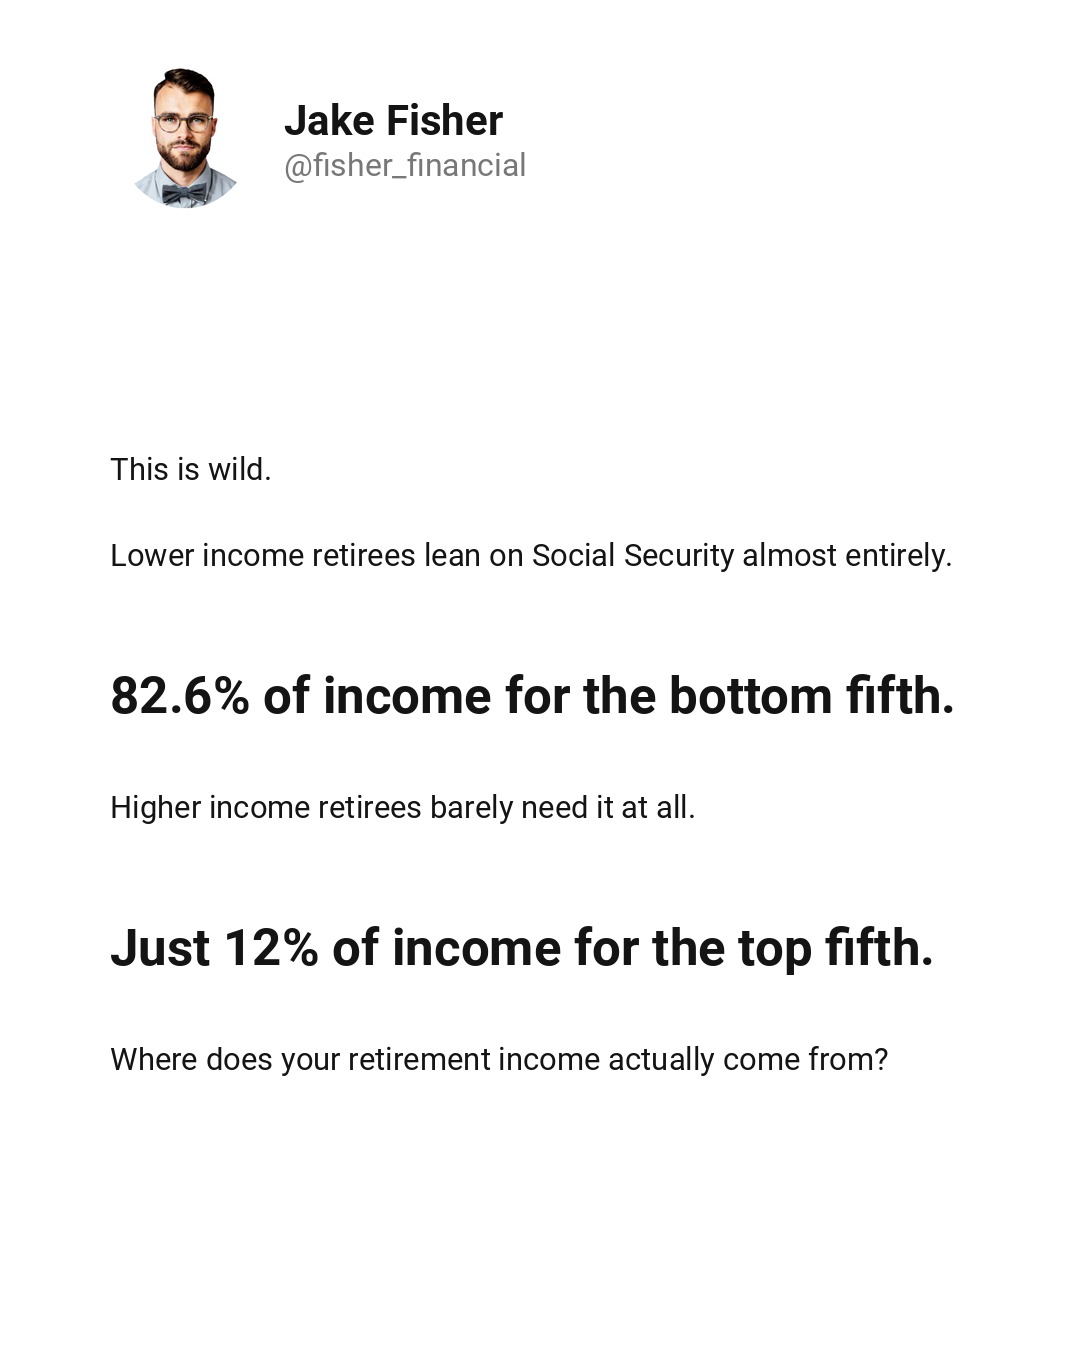 Jake Fisher
@fisher_financial
This is wild.
Lower income retirees lean on Social Security almost entirely.
82.6% of income for the bottom fifth.
Higher income retirees barely need it at all.
Just 12% of income for the top fifth.
Where does your retirement income actually come from?